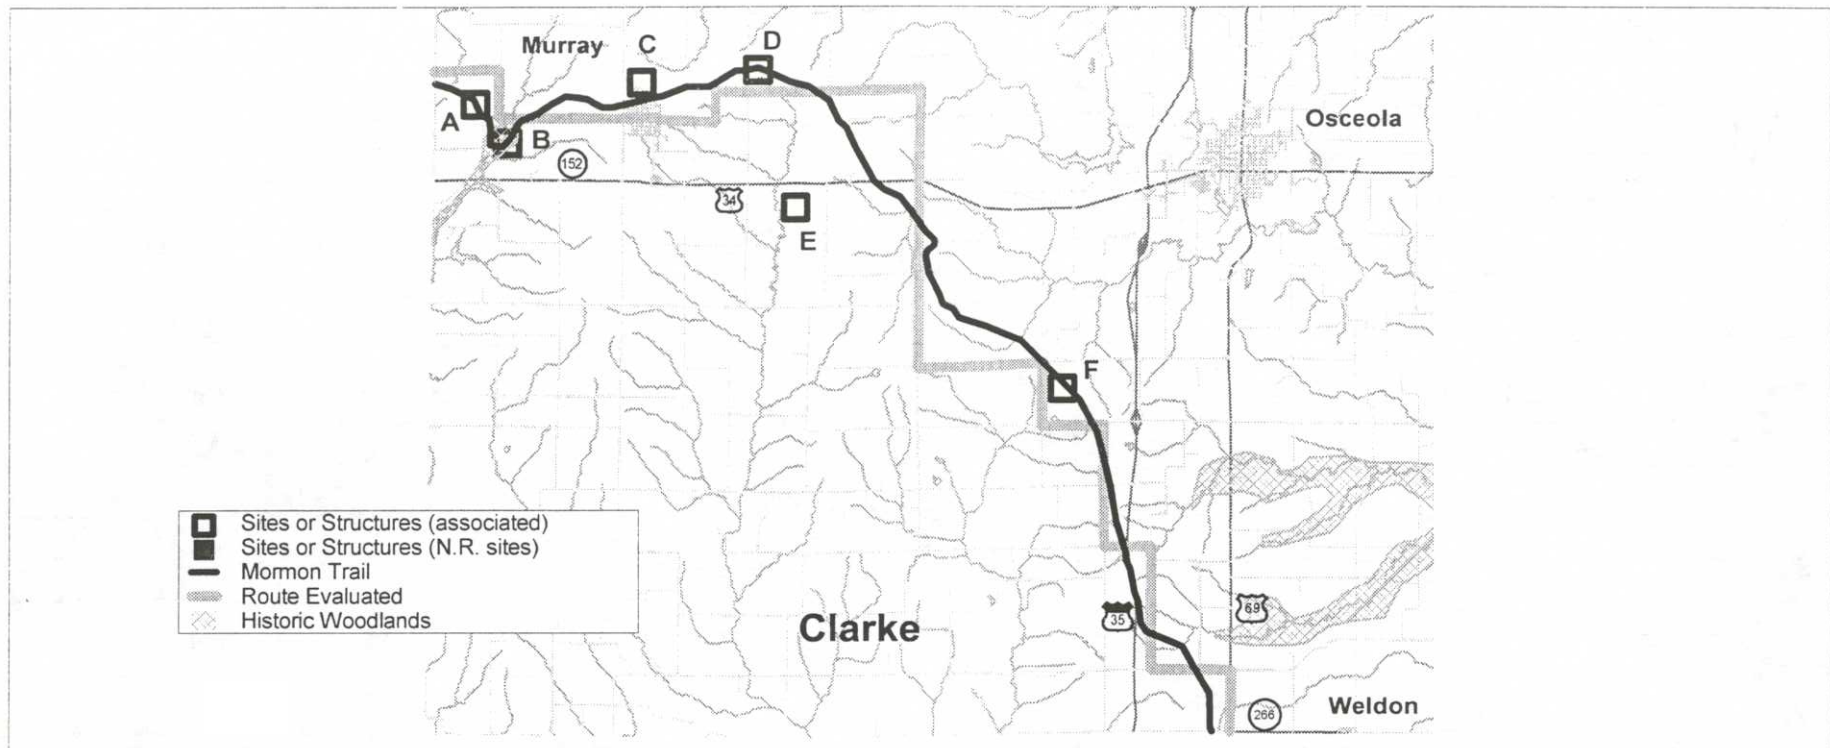 Murray
C
D
A
B
152
34
E
Osceola
F
Sites or Structures (associated)
Sites or Structures (N.R. sites)
Mormon Trail
Route Evaluated
Historic Woodlands
Clarke
35
69
Weldon
266